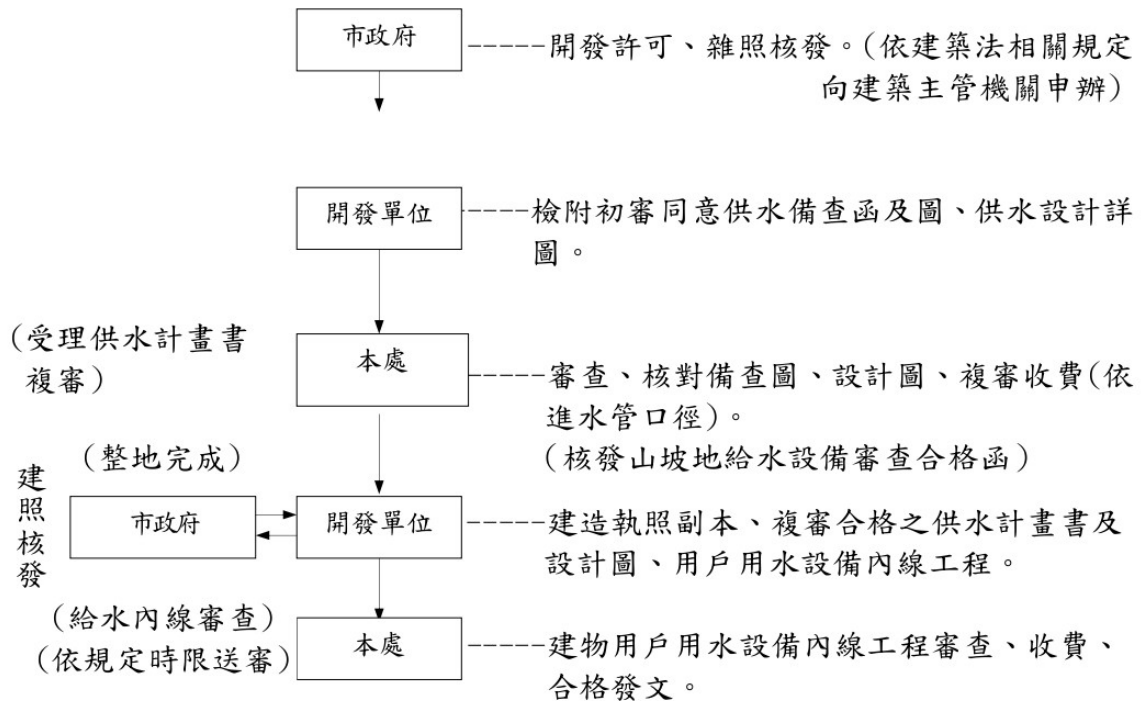 市政府
-----開發許可、雜照核發。(依建築法相關規定
向建築主管機關申辦)
開發單位
-----檢附初審同意供水備查函及圖、供水設計詳
圖。
(受理供水計畫書
複審)
本處
-----審查、核對備查圖、設計圖、複審收費(依
進水管口徑)。
(核發山坡地給水設備審查合格函)
(整地完成)
建照核發
市政府
開發單位
-----建造執照副本、複審合格之供水計畫書及
設計圖、用戶用水設備內線工程。
(給水內線審查)
(依規定時限送審)
本處
-----建物用戶用水設備內線工程審查、收費、
合格發文。